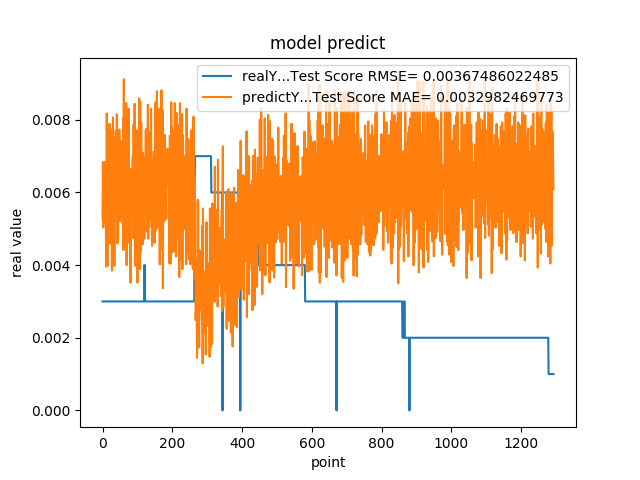 model predict
realY...Test Score RMSE= 0.00367486022485
predictY...Test Score MAE= 0.0032982469773
0.008
0.006
0.004
0.002
0.000
real value
0 200 400 600 800 1000 1200
point